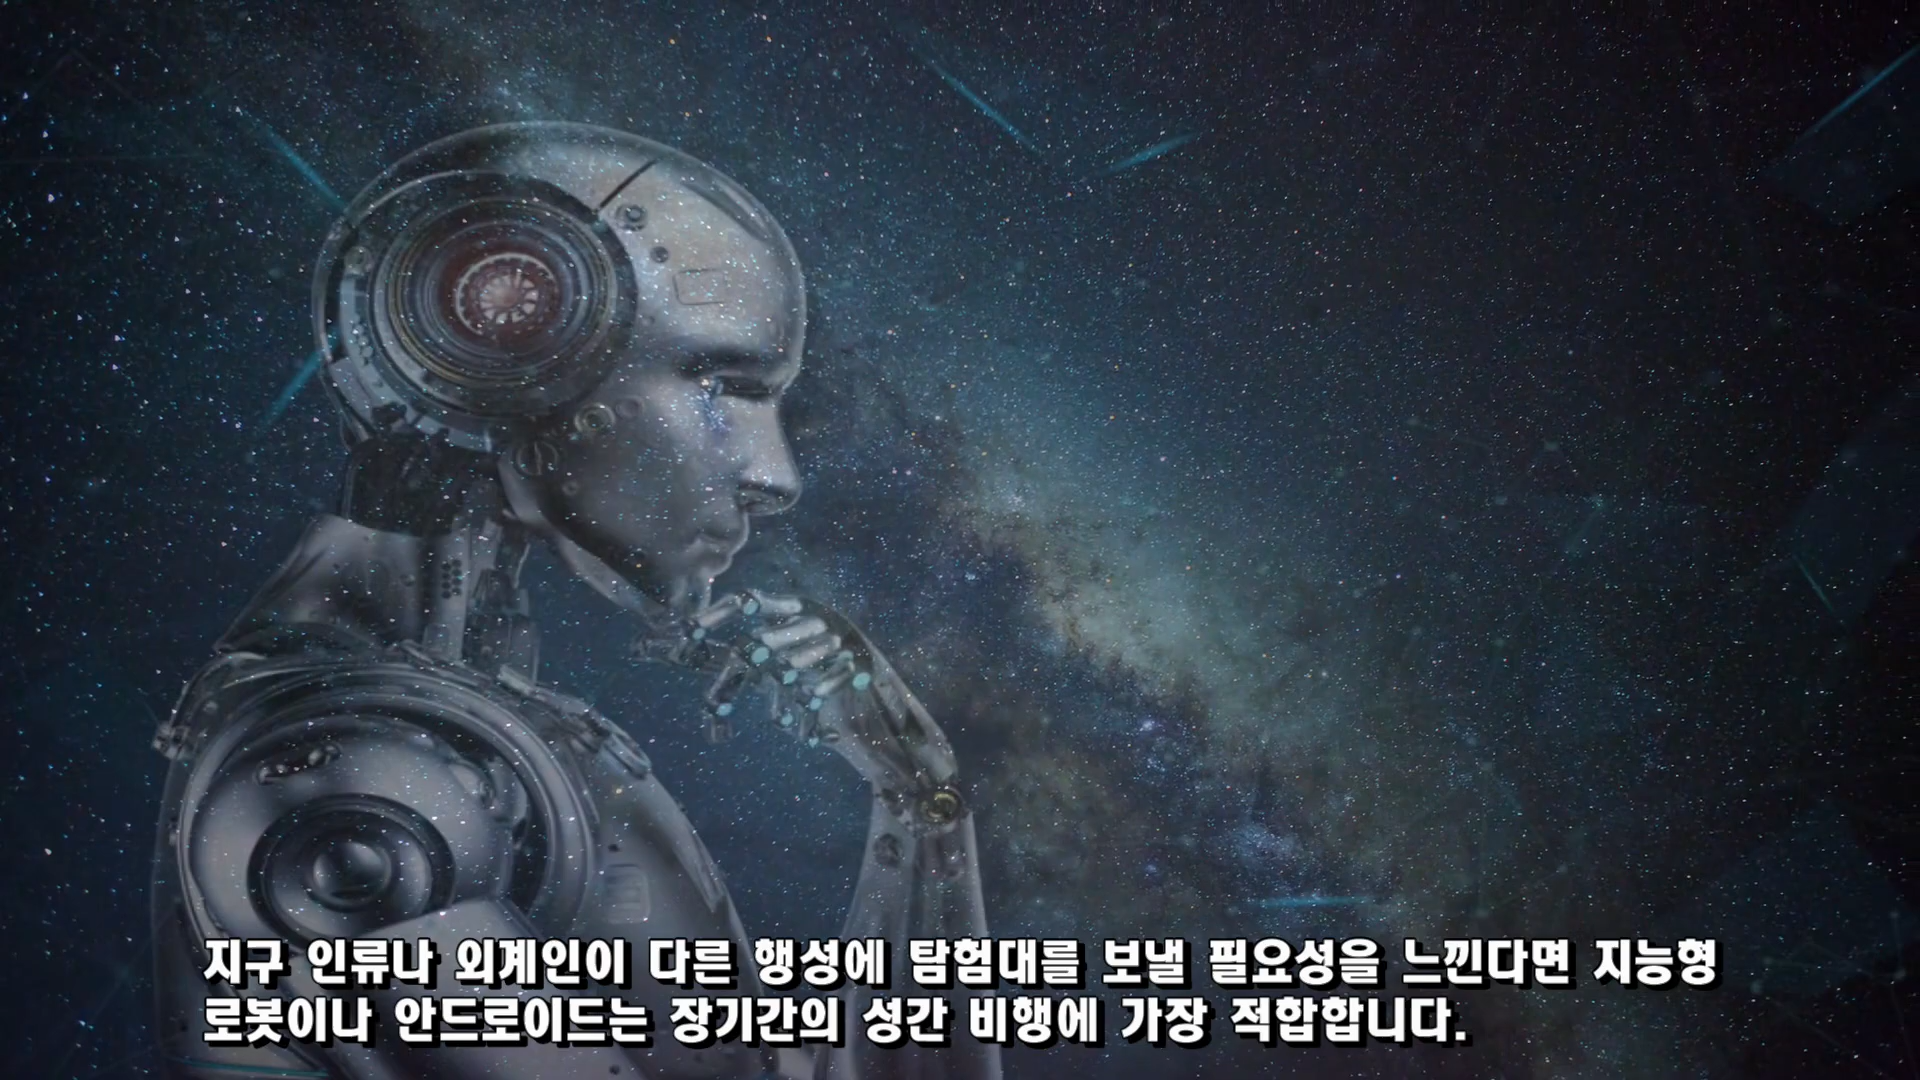 지구 인류나 외계인이 다른 행성에 탐험대를 보낼 필요성을 느낀다면 지능형
로봇이나 안드로이드는 장기간의 성간 비행에 가장 적합합니다.